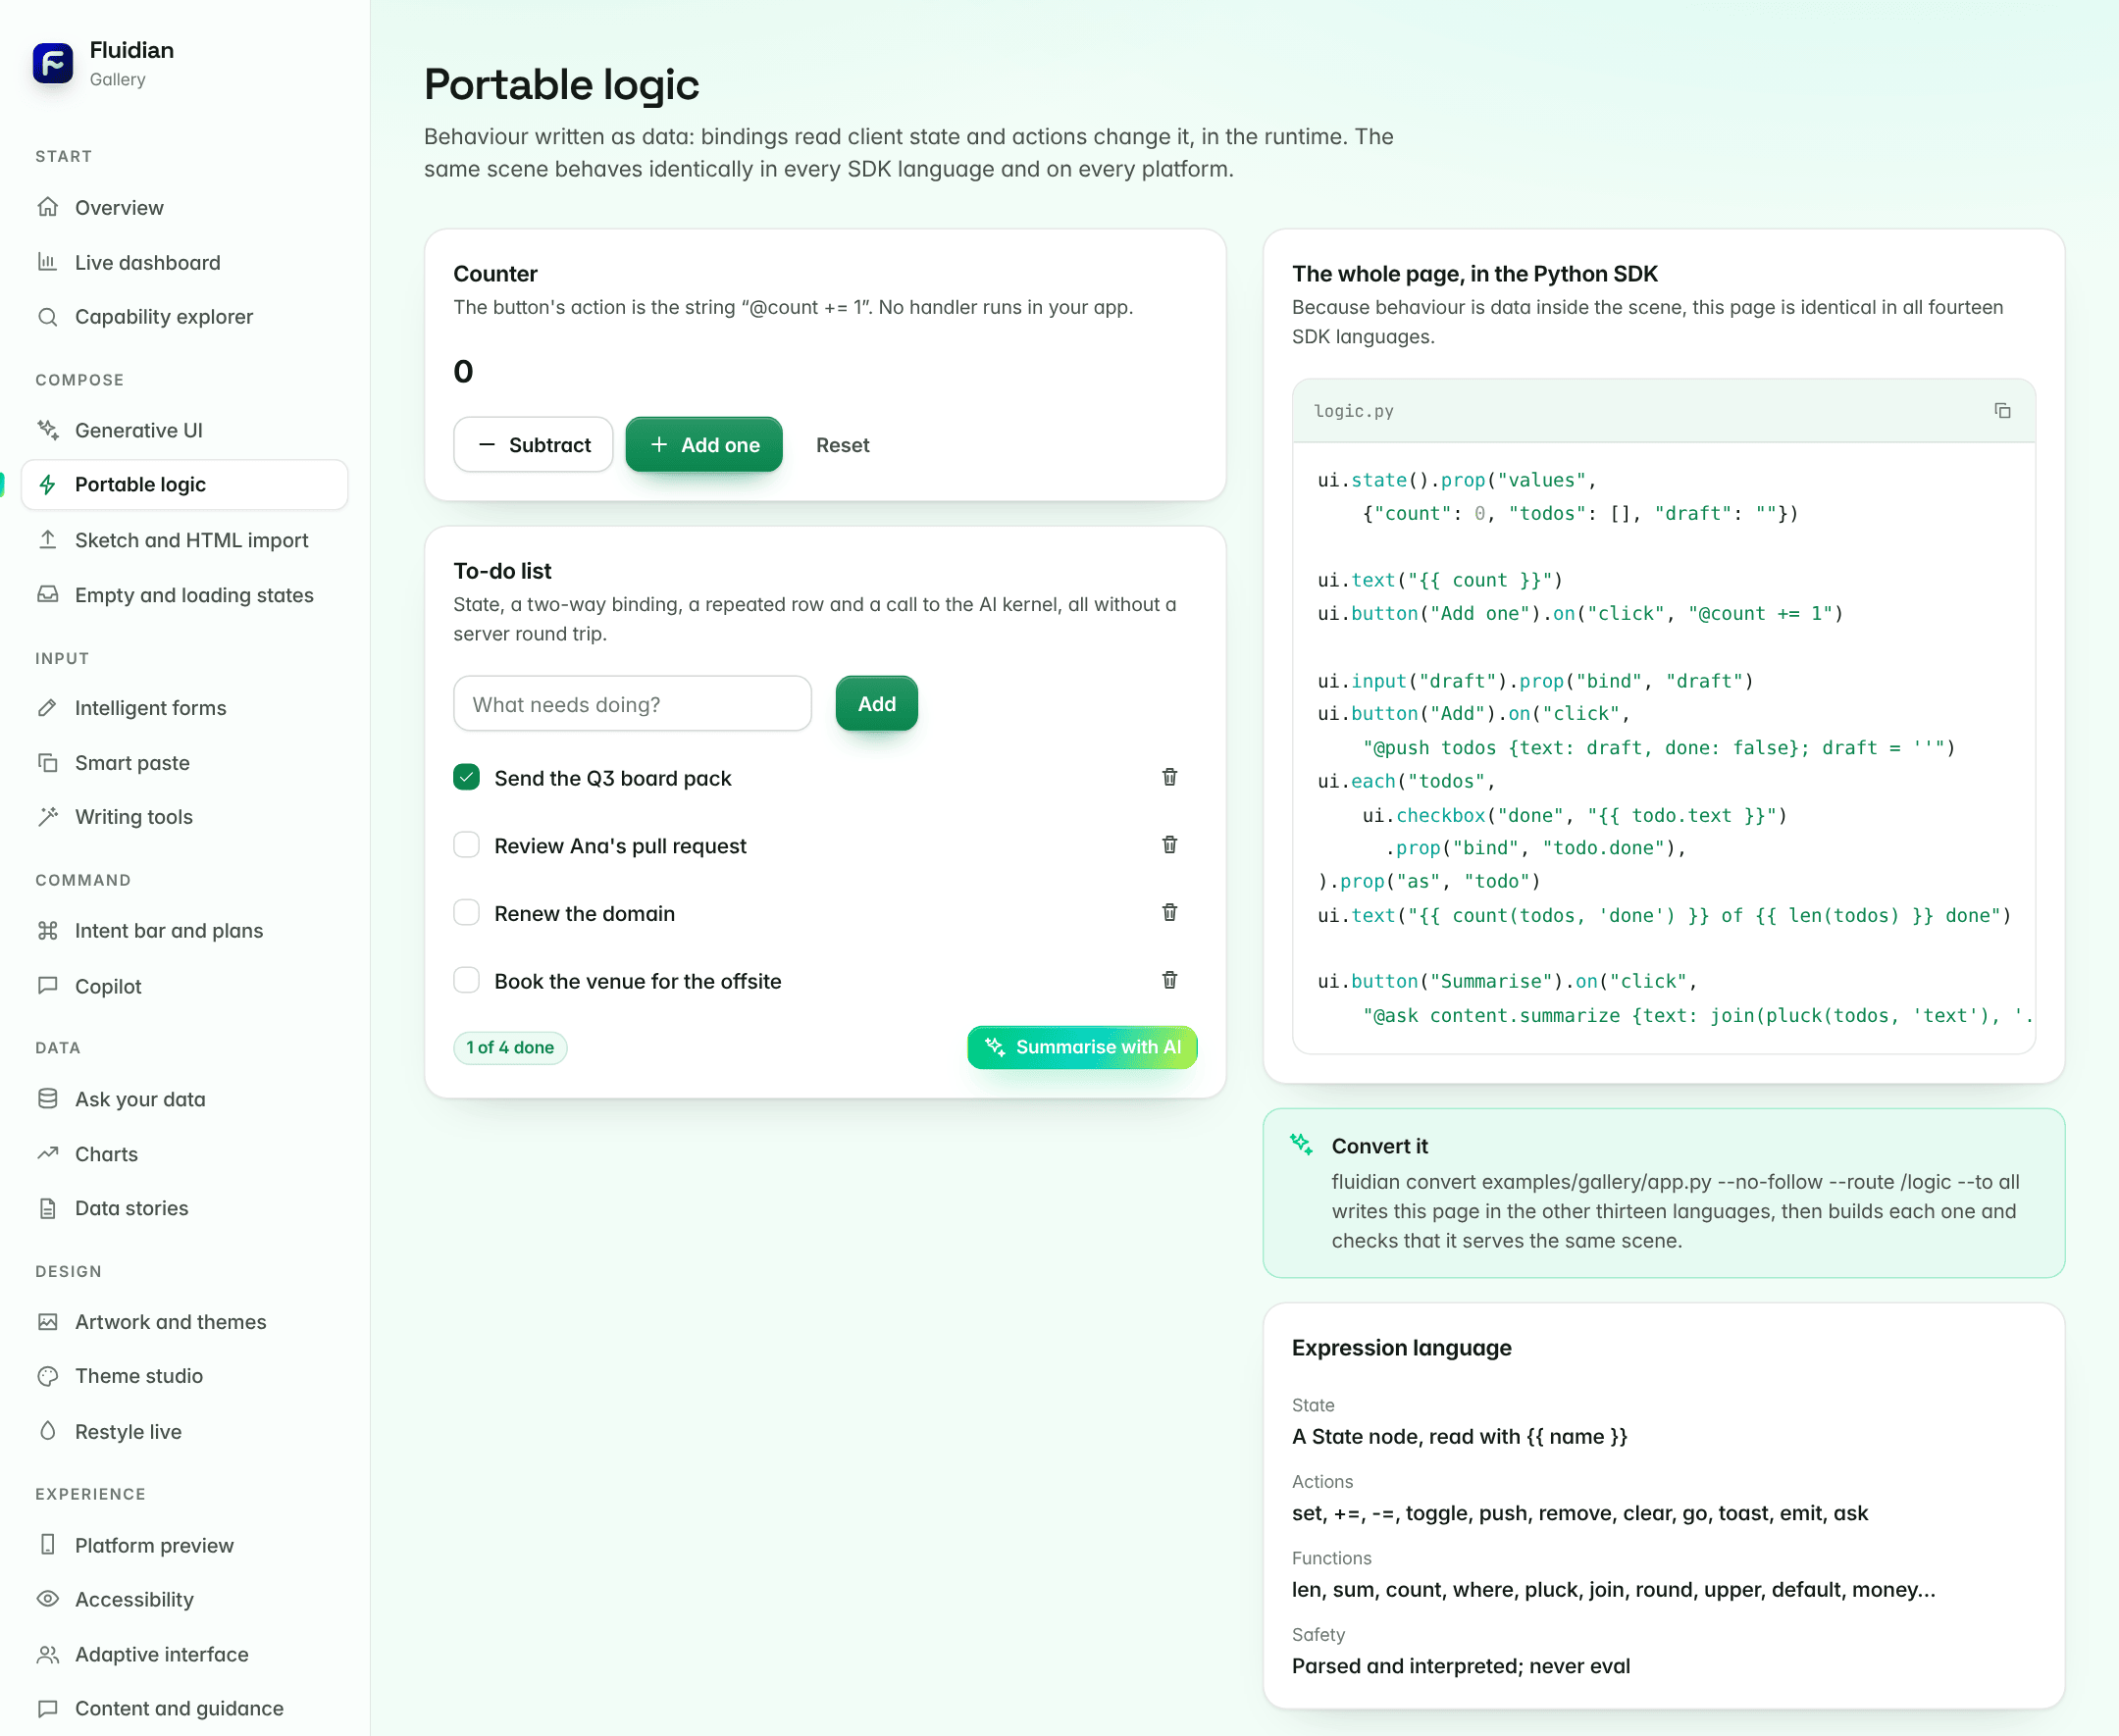 Fluidian
Gallery
START
Overview
Live dashboard
Capability explorer
COMPOSE
Generative UI
Portable logic
Sketch and HTML import
Empty and loading states
INPUT
Intelligent forms
Smart paste
Writing tools
COMMAND
Intent bar and plans
Copilot
DATA
Ask your data
Charts
Data stories
DESIGN
Artwork and themes
Theme studio
Restyle live
EXPERIENCE
Platform preview
Accessibility
Adaptive interface
Content and guidance
Portable logic
Behaviour written as data: bindings read client state and actions change it, in the runtime. The
same scene behaves identically in every SDK language and on every platform.
Counter
The button's action is the string “@count += 1”. No handler runs in your app.
0
Subtract
Add one
Reset
To-do list
State, a two-way binding, a repeated row and a call to the AI kernel, all without a
server round trip.
What needs doing?
Add
Send the Q3 board pack
Review Ana's pull request
Renew the domain
Book the venue for the offsite
1 of 4 done
Summarise with AI
The whole page, in the Python SDK
Because behaviour is data inside the scene, this page is identical in all fourteen
SDK languages.
logic.py
ui.state().prop("values",
    {"count": 0, "todos": [], "draft": ""})
ui.text("{{ count }}")
ui.button("Add one").on("click", "@count += 1")
ui.input("draft").prop("bind", "draft")
ui.button("Add").on("click",
    "@push todos {text: draft, done: false}; draft = ''")
ui.each("todos",
    ui.checkbox("done", "{{ todo.text }}")
      .prop("bind", "todo.done"),
).prop("as", "todo")
ui.text("{{ count(todos, 'done') }} of {{ len(todos) }} done")
ui.button("Summarise").on("click",
    "@ask content.summarize {text: join(pluck(todos, 'text'), '.
Convert it
fluidian convert examples/gallery/app.py --no-follow --route /logic --to all
writes this page in the other thirteen languages, then builds each one and
checks that it serves the same scene.
Expression language
State
A State node, read with {{ name }}
Actions
set, +=, -=, toggle, push, remove, clear, go, toast, emit, ask
Functions
len, sum, count, where, pluck, join, round, upper, default, money…
Safety
Parsed and interpreted; never eval